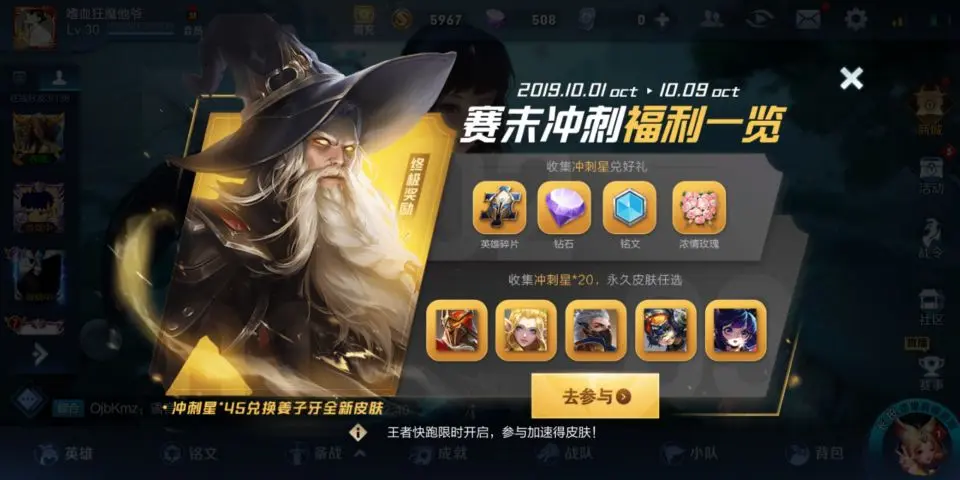 嗜血狂魔他爷
Lv.30
5967
508
0
2019.10.01 oct ▸ 10.09 oct
赛末冲刺福利一览
终极奖励
收集冲刺星兑好礼
英雄碎片 钻石 铭文 浓情玫瑰
收集冲刺星*20，永久皮肤任选
去参与
·冲刺星*45兑换姜子牙全新皮肤
王者快跑限时开启，参与加速得皮肤！
商城
活动
战令
社区
赛事
综合 OjbKmz
英雄 铭文 备战 成就 战队 小队 背包